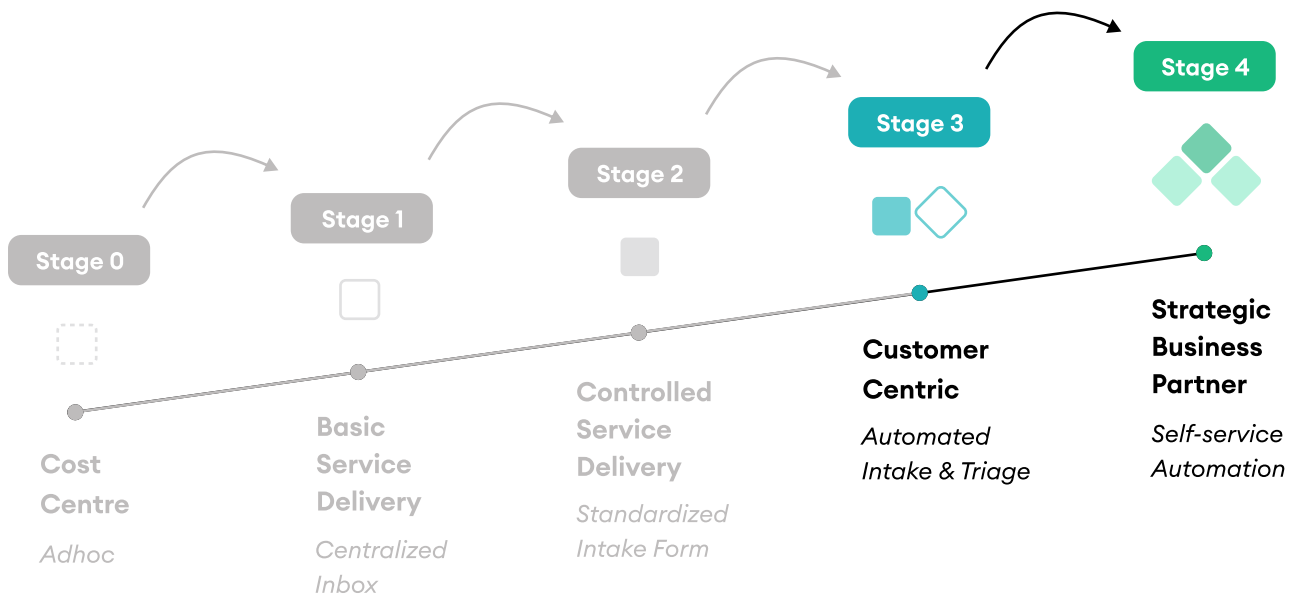 Stage 0
Cost
Centre
Adhoc
Stage 1
Basic
Service
Delivery
Centralized
Inbox
Stage 2
Controlled
Service
Delivery
Standardized
Intake Form
Stage 3
Customer
Centric
Automated
Intake & Triage
Stage 4
Strategic
Business
Partner
Self-service
Automation